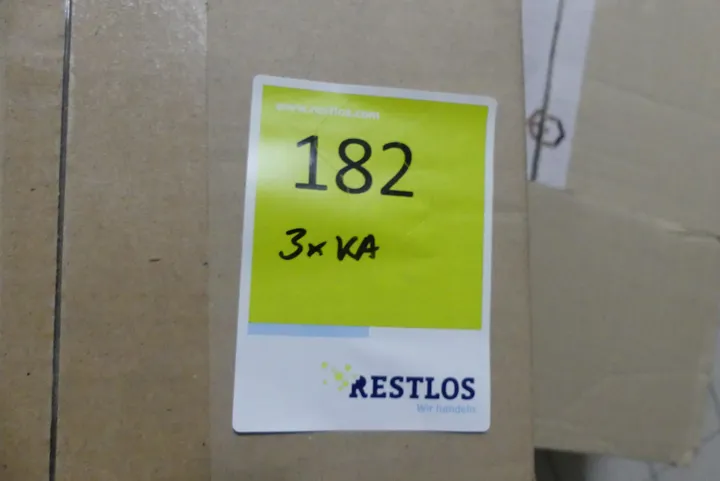 www.restlos.com
182
3x KA
RESTLOS
Wir handeln